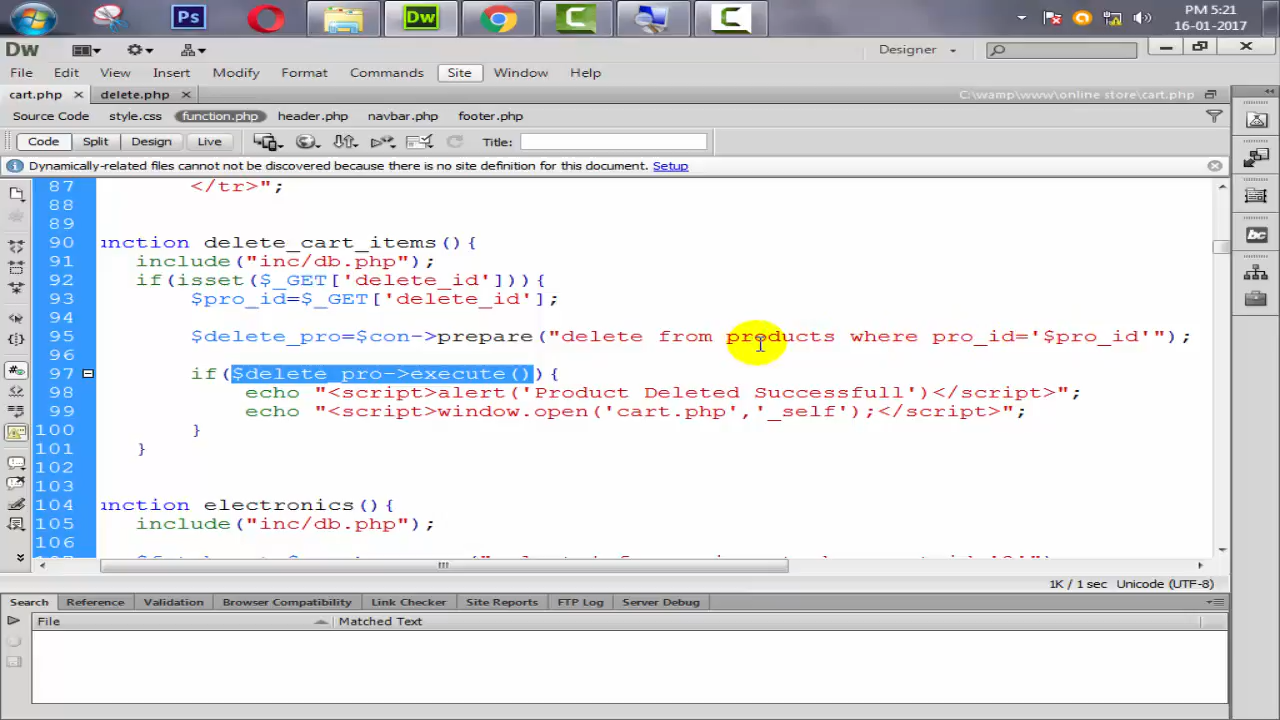 Ps
Dw
PM 5:21
16-01-2017
Dw
Designer
File Edit View Insert Modify Format Commands Site Window Help
cart.php delete.php
C:\wamp\www\online store\cart.php
Source Code style.css function.php header.php navbar.php footer.php
Code Split Design Live Title:
Dynamically-related files cannot not be discovered because there is no site definition for this document. Setup
87 </tr>";
88
89
90 unction delete_cart_items(){
91 include("inc/db.php");
92 if(isset($_GET['delete_id'])){
93 $pro_id=$_GET['delete_id'];
94
95 $delete_pro=$con->prepare("delete from products where pro_id='$pro_id'");
96
97 if($delete_pro->execute()){
98 echo "<script>alert('Product Deleted Successfull')</script>";
99 echo "<script>window.open('cart.php','_self');</script>";
100 }
101 }
102
103
104 unction electronics(){
105 include("inc/db.php");
106
1K / 1 sec Unicode (UTF-8)
Search Reference Validation Browser Compatibility Link Checker Site Reports FTP Log Server Debug
File Matched Text